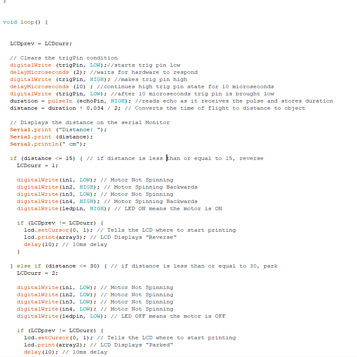 }
void loop() {
LCDprev = LCDcurr;
// Clears the trigPin condition
digitalWrite (trigPin, LOW);//starts trig pin low
delayMicroseconds (2); //waits for hardware to respond
digitalWrite (trigPin, HIGH); //makes trig pin high
delayMicroseconds (10) ; //continues high trig pin state for 10 microseconds
digitalWrite (trigPin, LOW); //after 10 microseconds trig pin is brought low
duration = pulseIn (echoPin, HIGH); //reads echo as it receives the pulse and stores duration
distance = duration * 0.034 / 2; // Converts the time of flight to distance to object
// Displays the distance on the serial Monitor
Serial.print ("Distance: ");
Serial.print (distance);
Serial.println(" cm");
if (distance <= 15) { // if distance is less than or equal to 15, reverse
LCDcurr = 1;
digitalWrite(in1, LOW); // Motor Not Spinning
digitalWrite(in2, HIGH); // Motor Spinning Backwards
digitalWrite(in3, LOW); // Motor Not Spinning
digitalWrite(in4, HIGH); // Motor Spinning Backwards
digitalWrite(ledpin, HIGH); // LED ON means the motor is ON
if (LCDprev != LCDcurr) {
lcd.setCursor(0, 1); // Tells the LCD where to start printing
lcd.print(array3); // LCD Displays "Reverse"
delay(10); // 10ms delay
}
} else if (distance <= 30) { // if distance is less than or equal to 30, park
LCDcurr = 2;
digitalWrite(in1, LOW); // Motor Not Spinning
digitalWrite(in2, LOW); // Motor Not Spinning
digitalWrite(in3, LOW); // Motor Not Spinning
digitalWrite(in4, LOW); // Motor Not Spinning
digitalWrite(ledpin, LOW); // LED OFF means the motor is OFF
if (LCDprev != LCDcurr) {
lcd.setCursor(0, 1); // Tells the LCD where to start printing
lcd.print(array2); // LCD Displays "Parked"
delay(10); // 10ms delay